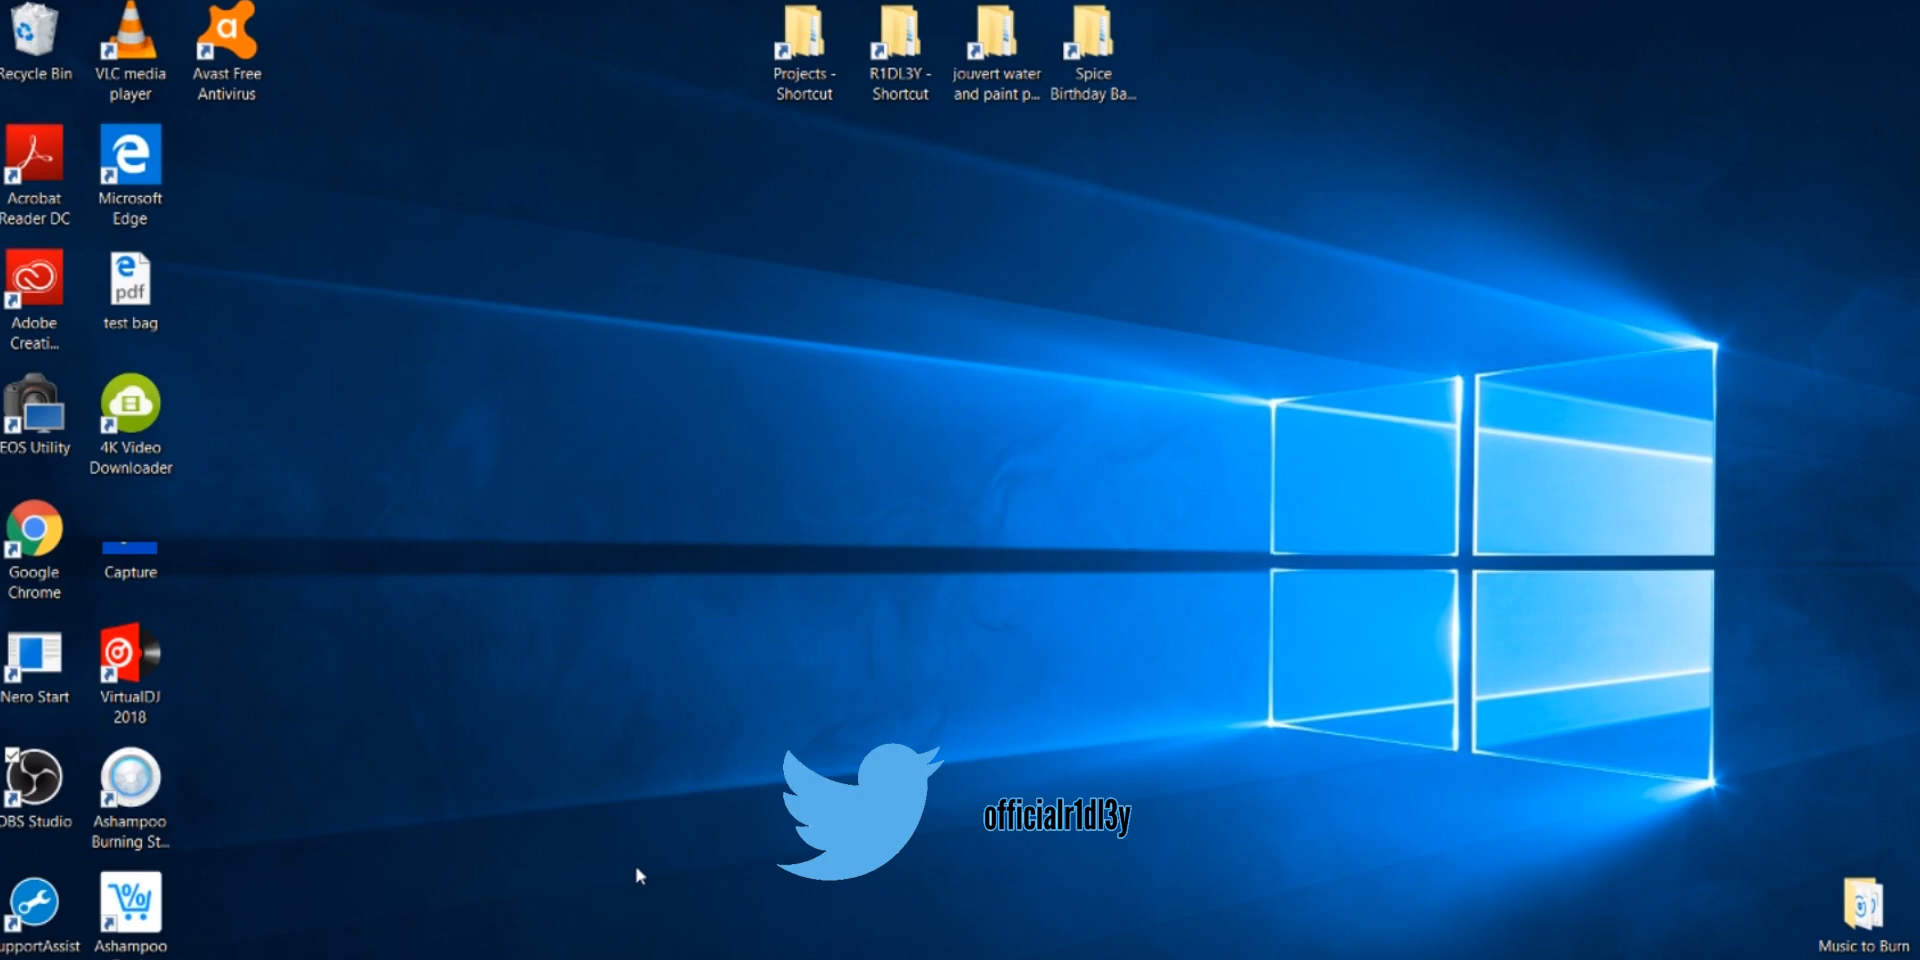 Recycle Bin
VLC media
player
Avast Free
Antivirus
Projects -
Shortcut
R1DL3Y -
Shortcut
jouvert water
and paint p...
Spice
Birthday Ba...
Acrobat
Reader DC
Microsoft
Edge
Adobe
Creati...
pdf
test bag
EOS Utility
4K Video
Downloader
Google
Chrome
Capture
Nero Start
VirtualDJ
2018
OBS Studio
Ashampoo
Burning St...
upportAssist
Ashampoo
officialr1dl3y
Music to Burn